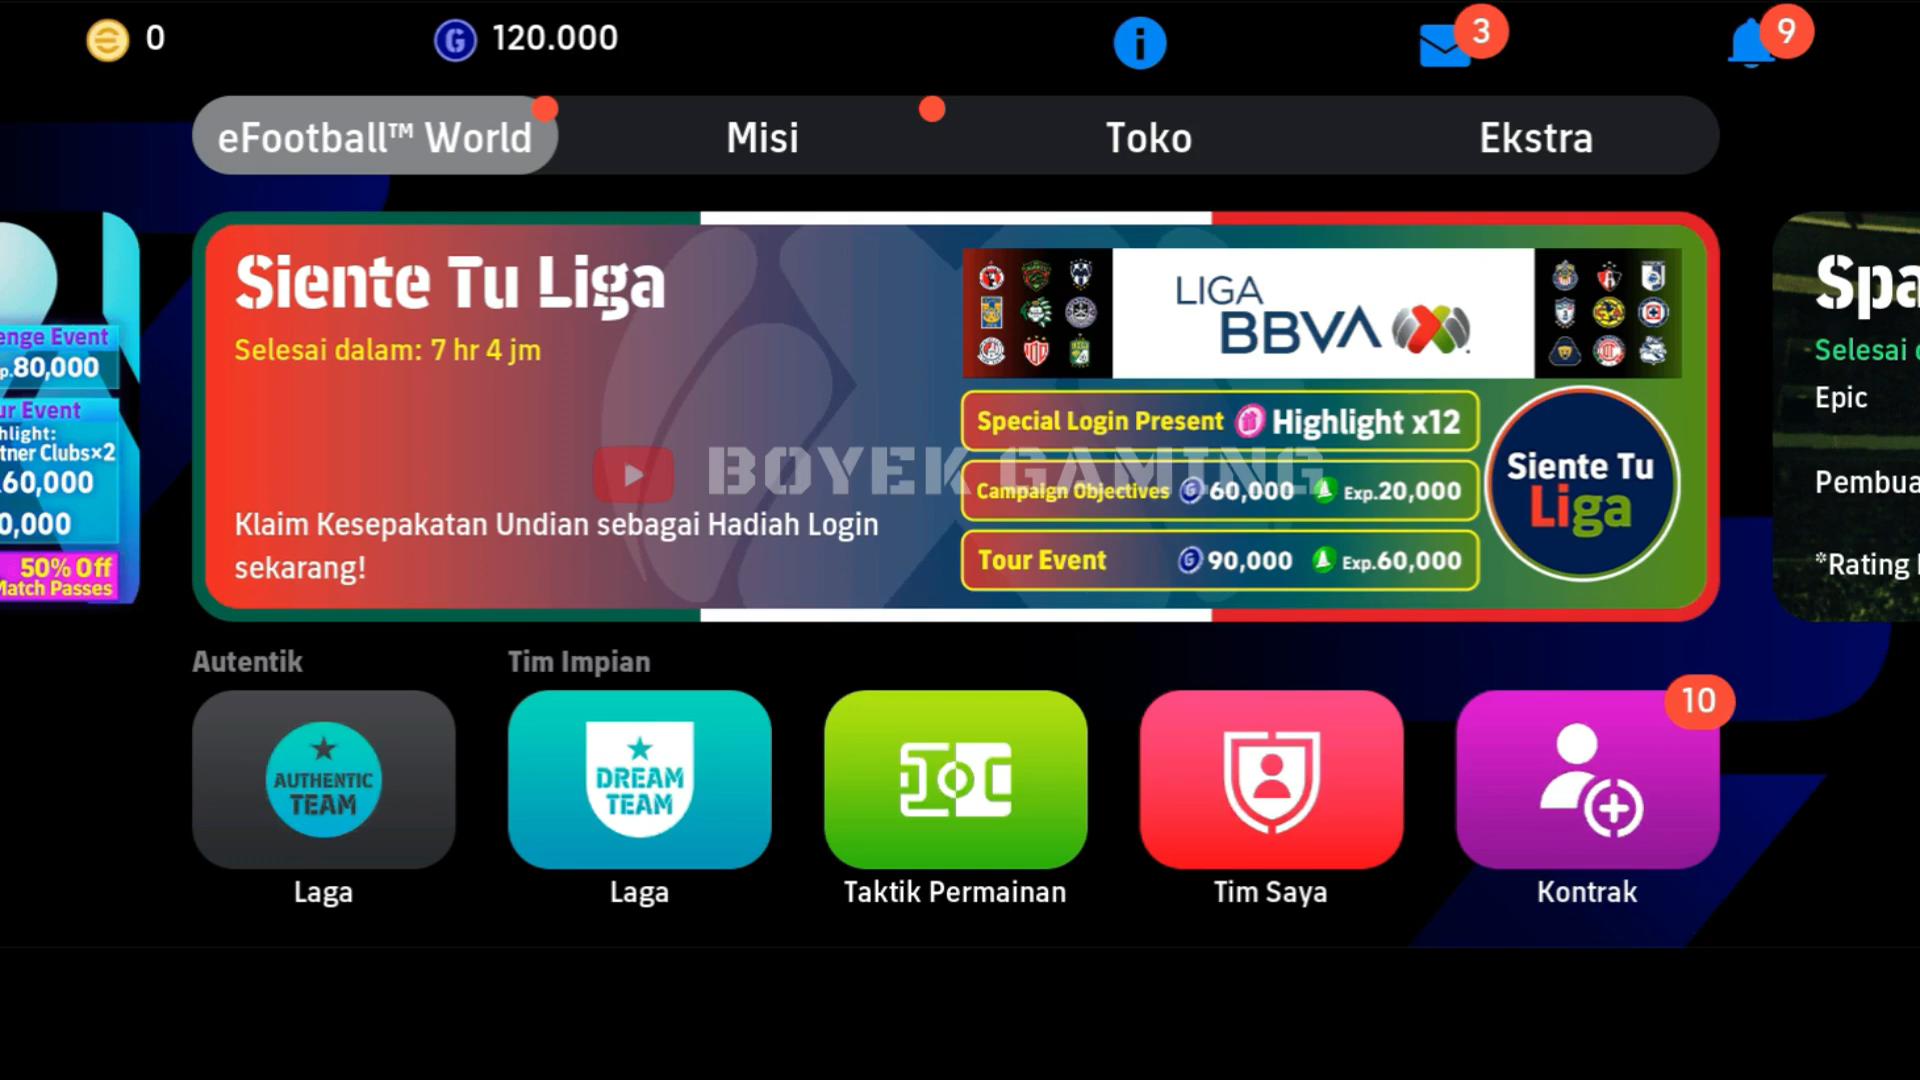 0
120.000
3
9
eFootball™ World
Misi
Toko
Ekstra
enge Event
p.80,000
ur Event
hlight:
tner Clubs×2
60,000
0,000
50% Off
Match Passes
Siente Tu Liga
Selesai dalam: 7 hr 4 jm
Klaim Kesepakatan Undian sebagai Hadiah Login
sekarang!
LIGA
BBVA
Special Login Present Highlight x12
Campaign Objectives 60,000 Exp.20,000
Tour Event 90,000 Exp.60,000
Siente Tu
Liga
BOYEK GAMING
Spa
Selesai d
Epic
Pembua
*Rating
Autentik
Tim Impian
AUTHENTIC
TEAM
DREAM
TEAM
10
Laga
Laga
Taktik Permainan
Tim Saya
Kontrak